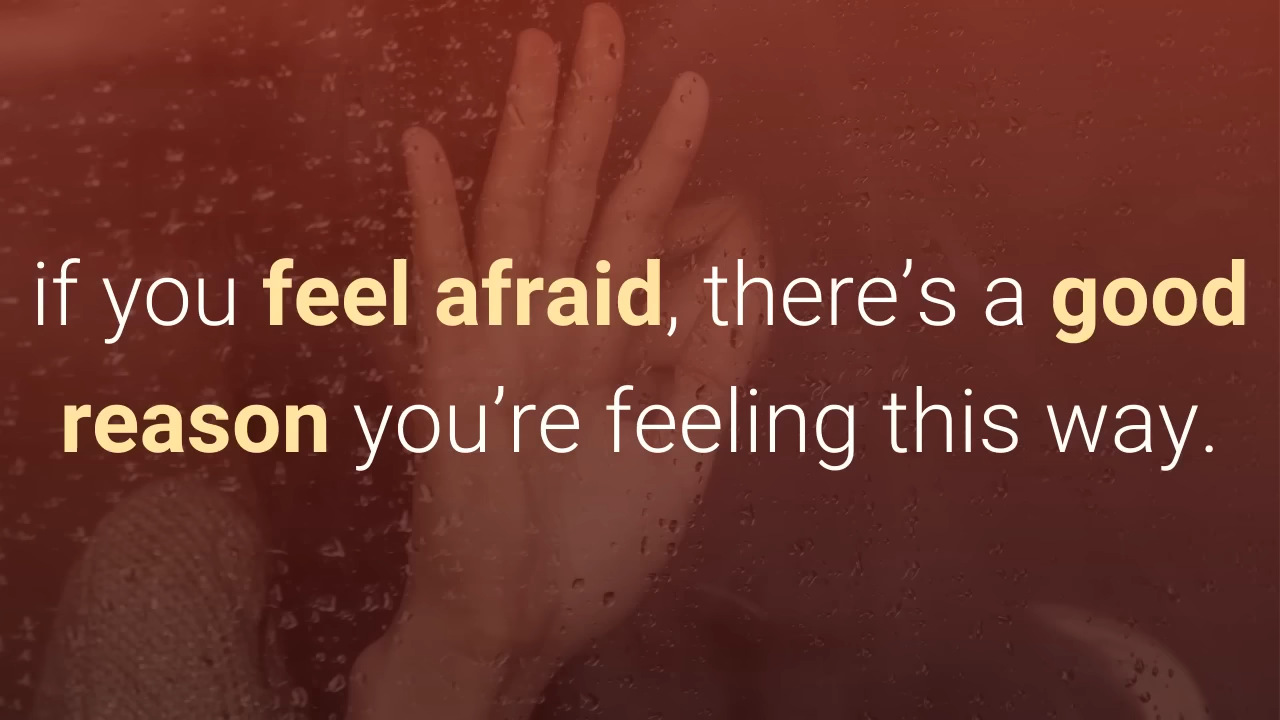 if you feel afraid, there’s a good
reason you’re feeling this way.